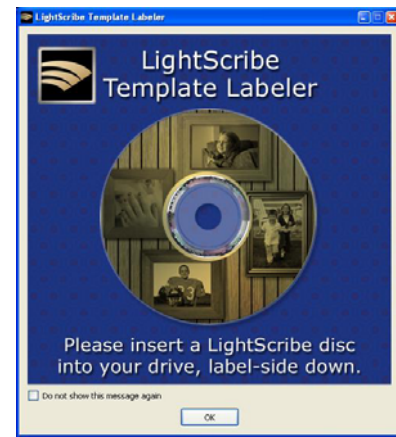 LightScribe Template Labeler
LightScribe
Template Labeler
Please insert a LightScribe disc
into your drive, label-side down.
Do not show this message again
OK